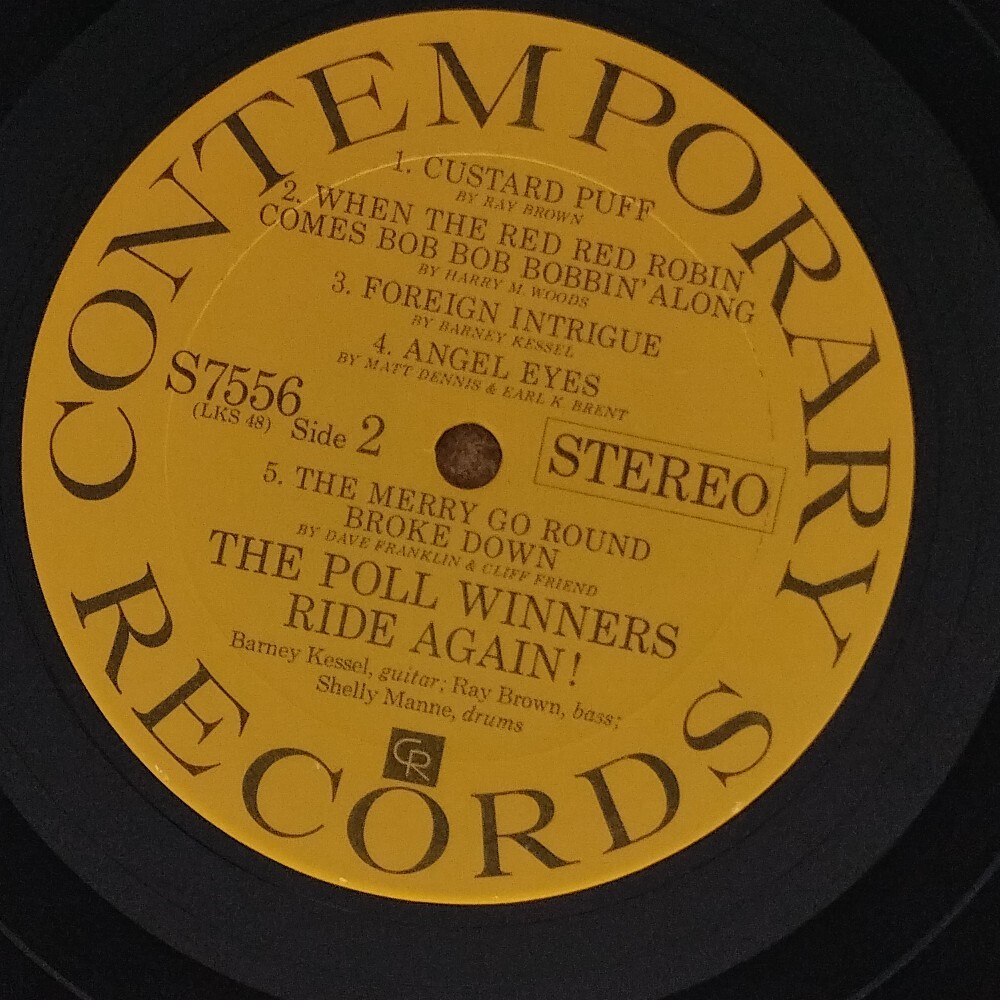 CONTEMPORARY
1. CUSTARD PUFF
BY RAY BROWN
2. WHEN THE RED RED ROBIN
COMES BOB BOB BOBBIN' ALONG
BY HARRY M. WOODS
3. FOREIGN INTRIGUE
BY BARNEY KESSEL
4. ANGEL EYES
BY MATT DENNIS & EARL K. BRENT
S7556
(LKS 48) Side 2
STEREO
5. THE MERRY GO ROUND
BROKE DOWN
BY DAVE FRANKLIN & CLIFF FRIEND
THE POLL WINNERS
RIDE AGAIN!
Barney Kessel, guitar; Ray Brown, bass;
Shelly Manne, drums
CR
RECORDS